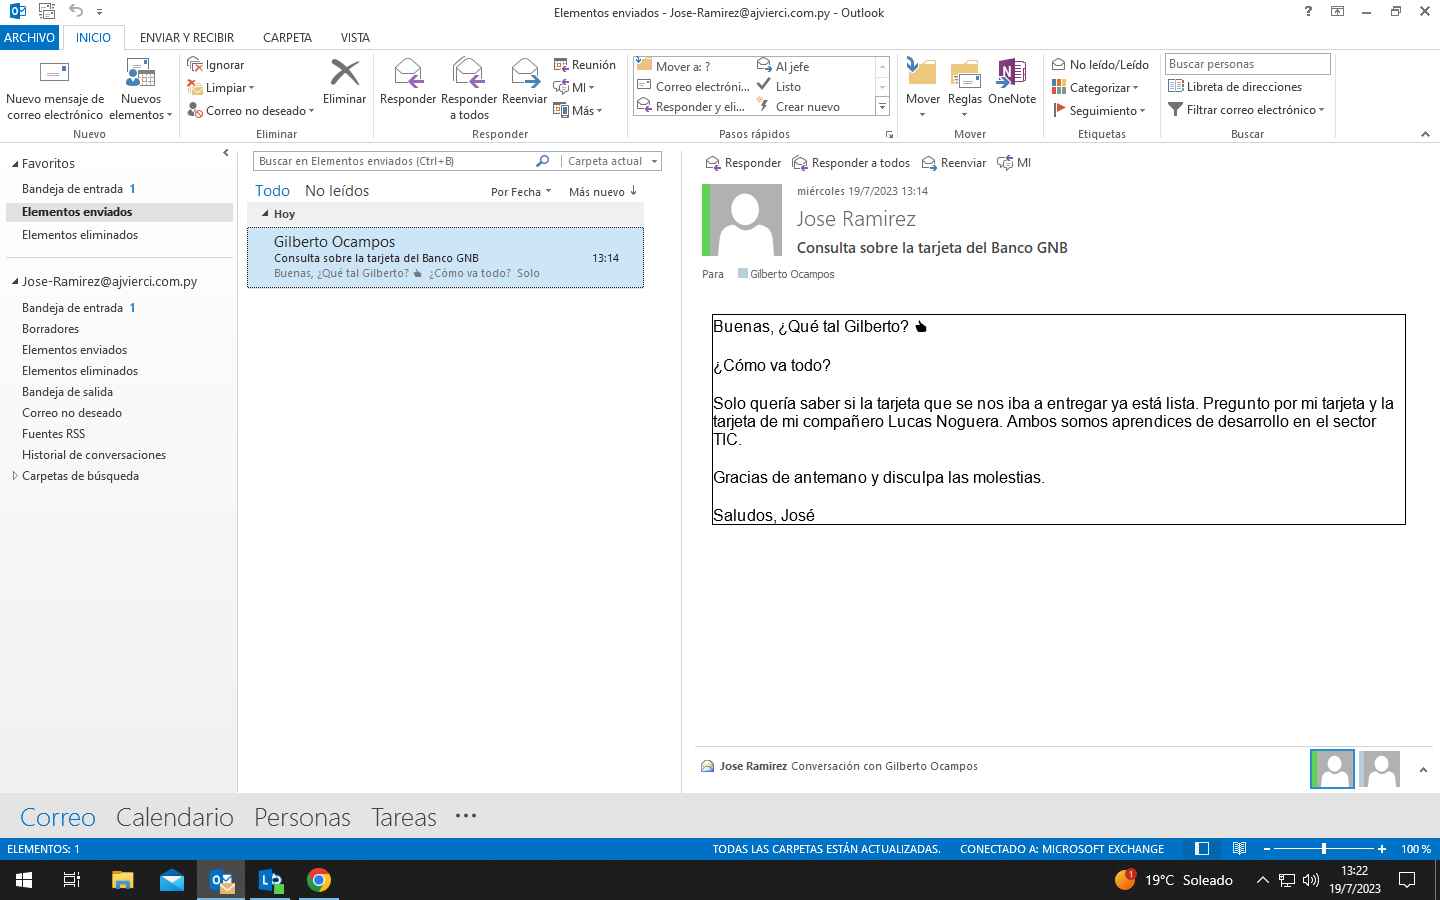 Elementos enviados - Jose-Ramirez@ajvierci.com.py - Outlook
ARCHIVO INICIO ENVIAR Y RECIBIR CARPETA VISTA
Nuevo mensaje de correo electrónico
Nuevos elementos
Nuevo
Ignorar
Limpiar
Correo no deseado
Eliminar
Eliminar
Responder
Responder a todos
Reenviar
Reunión
MI
Más
Responder
Mover a: ?
Correo electróni...
Responder y eli...
Al jefe
Listo
Crear nuevo
Pasos rápidos
Mover
Reglas
OneNote
Mover
No leído/Leído
Categorizar
Seguimiento
Etiquetas
Buscar personas
Libreta de direcciones
Filtrar correo electrónico
Buscar
Favoritos
Bandeja de entrada 1
Elementos enviados
Elementos eliminados
Jose-Ramirez@ajvierci.com.py
Bandeja de entrada 1
Borradores
Elementos enviados
Elementos eliminados
Bandeja de salida
Correo no deseado
Fuentes RSS
Historial de conversaciones
Carpetas de búsqueda
Buscar en Elementos enviados (Ctrl+B) Carpeta actual
Todo No leídos Por Fecha Más nuevo
Hoy
Gilberto Ocampos
Consulta sobre la tarjeta del Banco GNB 13:14
Buenas, ¿Qué tal Gilberto? ¿Cómo va todo? Solo
Responder Responder a todos Reenviar MI
miércoles 19/7/2023 13:14
Jose Ramirez
Consulta sobre la tarjeta del Banco GNB
Para Gilberto Ocampos
Buenas, ¿Qué tal Gilberto?
¿Cómo va todo?
Solo quería saber si la tarjeta que se nos iba a entregar ya está lista. Pregunto por mi tarjeta y la
tarjeta de mi compañero Lucas Noguera. Ambos somos aprendices de desarrollo en el sector
TIC.
Gracias de antemano y disculpa las molestias.
Saludos, José
Jose Ramirez Conversación con Gilberto Ocampos
Correo Calendario Personas Tareas ...
ELEMENTOS: 1 TODAS LAS CARPETAS ESTÁN ACTUALIZADAS. CONECTADO A: MICROSOFT EXCHANGE 100 %
1 19°C Soleado 13:22
19/7/2023